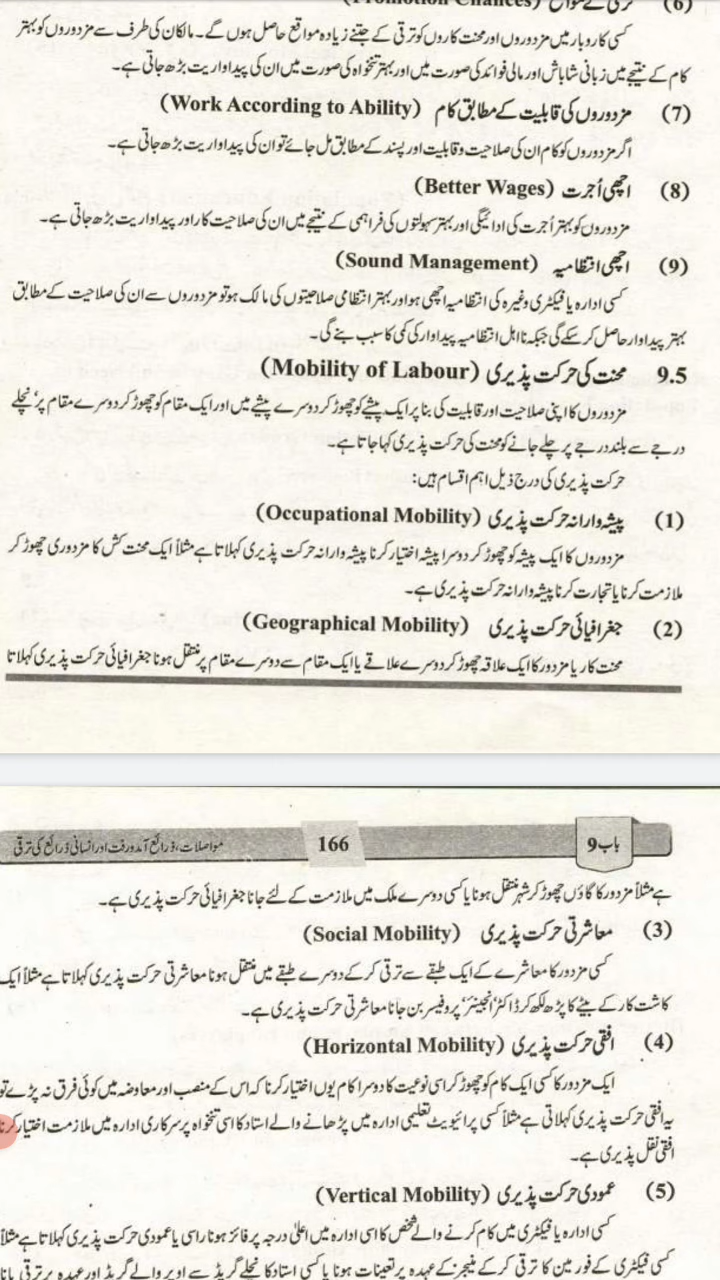 (6) ترقی کے مواقع (Promotion Chances)
کسی کاروبار میں مزدوروں اور محنت کاروں کو ترقی کے جتنے زیادہ مواقع حاصل ہوں گے۔ مالکان کی طرف سے مزدوروں کو بہتر
کام کے نتیجے میں زبانی شاباش اور مالی فوائد کی صورت میں اور بہتر تنخواہ کی صورت میں ان کی پیداواریت بڑھ جاتی ہے۔
(7) مزدوروں کی قابلیت کے مطابق کام (Work According to Ability)
اگر مزدوروں کو کام ان کی صلاحیت و قابلیت اور پسند کے مطابق مل جائے تو ان کی پیداواریت بڑھ جاتی ہے۔
(8) اچھی اُجرت (Better Wages)
مزدوروں کو بہتر اُجرت کی ادائیگی اور بہتر سہولتوں کی فراہمی کے نتیجے میں ان کی صلاحیت کار اور پیداواریت بڑھ جاتی ہے۔
(9) اچھی انتظامیہ (Sound Management)
کسی ادارہ یا فیکٹری وغیرہ کی انتظامیہ اچھی ہو اور بہتر انتظامی صلاحیتوں کی مالک ہو تو مزدوروں سے ان کی صلاحیت کے مطابق
بہتر پیداوار حاصل کر سکے گی جبکہ نااہل انتظامیہ پیداوار کی کمی کا سبب بنے گی۔
9.5 محنت کی حرکت پذیری (Mobility of Labour)
مزدوروں کا اپنی صلاحیت اور قابلیت کی بنا پر ایک پیشے کو چھوڑ کر دوسرے پیشے میں اور ایک مقام کو چھوڑ کر دوسرے مقام پر، نچلے
درجے سے بلند درجے پر چلے جانے کو محنت کی حرکت پذیری کہا جاتا ہے۔
حرکت پذیری کی درج ذیل اہم اقسام ہیں:
(1) پیشہ وارانہ حرکت پذیری (Occupational Mobility)
مزدوروں کا ایک پیشہ کو چھوڑ کر دوسرا پیشہ اختیار کرنا پیشہ وارانہ حرکت پذیری کہلاتا ہے مثلاً ایک محنت کش کا مزدوری چھوڑ کر
ملازمت کرنا یا تجارت کرنا پیشہ وارانہ حرکت پذیری ہے۔
(2) جغرافیائی حرکت پذیری (Geographical Mobility)
محنت کار یا مزدور کا ایک علاقہ چھوڑ کر دوسرے علاقے یا ایک مقام سے دوسرے مقام پر منتقل ہونا جغرافیائی حرکت پذیری کہلاتا
باب 9 166 مواصلات، ذرائع آمدورفت اور انسانی ذرائع کی ترقی
ہے مثلاً مزدور کا گاؤں چھوڑ کر شہر منتقل ہونا یا کسی دوسرے ملک میں ملازمت کے لئے جانا جغرافیائی حرکت پذیری ہے۔
(3) معاشرتی حرکت پذیری (Social Mobility)
کسی مزدور کا معاشرے کے ایک طبقے سے ترقی کر کے دوسرے طبقے میں منتقل ہونا معاشرتی حرکت پذیری کہلاتا ہے مثلاً ایک
کاشت کار کے بیٹے کا پڑھ لکھ کر ڈاکٹر، انجینئر، پروفیسر بن جانا معاشرتی حرکت پذیری ہے۔
(4) افقی حرکت پذیری (Horizontal Mobility)
ایک مزدور کا کسی ایک کام کو چھوڑ کر اسی نوعیت کا دوسرا کام یوں اختیار کرنا کہ اس کے منصب اور معاوضہ میں کوئی فرق نہ پڑے تو
یہ افقی حرکت پذیری کہلاتی ہے مثلاً کسی پرائیویٹ تعلیمی ادارہ میں پڑھانے والے استاد کا اسی تنخواہ پر سرکاری ادارہ میں ملازمت اختیار کرنا
افقی نقل پذیری ہے۔
(5) عمودی حرکت پذیری (Vertical Mobility)
کسی ادارہ یا فیکٹری میں کام کرنے والے شخص کا اسی ادارہ میں اعلیٰ درجہ پر فائز ہونا راسی یا عمودی حرکت پذیری کہلاتا ہے مثلاً
کسی فیکٹری کے فورمین کا ترقی کر کے منیجر کے عہدہ پر تعینات ہونا یا کسی استاد کا نچلے گریڈ سے اوپر والے گریڈ اور عہدہ پر ترقی پانا